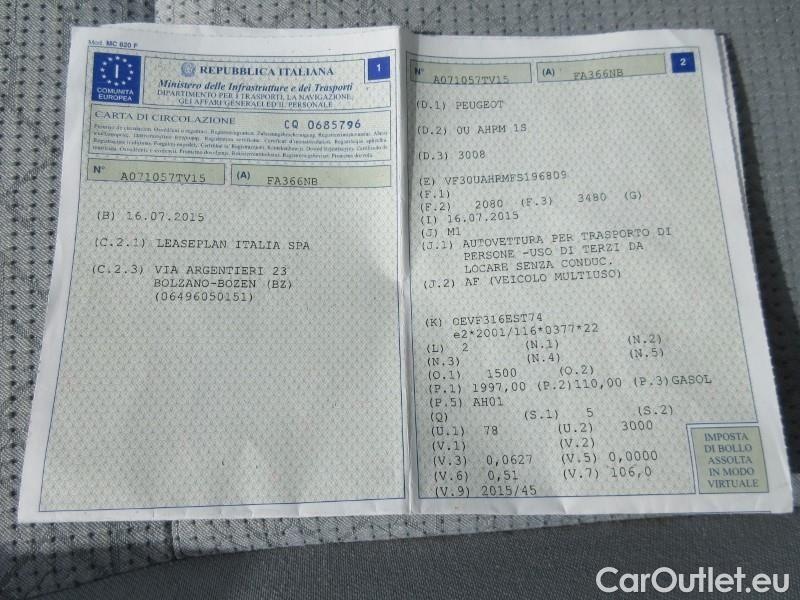 Mod. MC 820 F
I
COMUNITÀ
EUROPEA
REPUBBLICA ITALIANA
1
Ministero delle Infrastrutture e dei Trasporti
DIPARTIMENTO PER I TRASPORTI, LA NAVIGAZIONE,
GLI AFFARI GENERALI ED IL PERSONALE
CARTA DI CIRCOLAZIONE
CQ 0685796
N° A071057TV15 (A) FA366NB
(B) 16.07.2015
(C.2.1) LEASEPLAN ITALIA SPA
(C.2.3) VIA ARGENTIERI 23
BOLZANO-BOZEN (BZ)
(06496050151)
N° A071057TV15 (A) FA366NB
2
(D.1) PEUGEOT
(D.2) 0U AHRM 1S
(D.3) 3008
(E) VF30UAHRMFS196809
(F.1)
(F.2) 2080 (F.3) 3480 (G)
(I) 16.07.2015
(J) M1
(J.1) AUTOVETTURA PER TRASPORTO DI
PERSONE -USO DI TERZI DA
LOCARE SENZA CONDUC.
(J.2) AF (VEICOLO MULTIUSO)
(K) OEVF316EST74
e2*2001/116*0377*22
(L) 2 (N.1) (N.2)
(N.3) (N.4) (N.5)
(O.1) 1500 (O.2)
(P.1) 1997,00 (P.2)110,00 (P.3)GASOL
(P.5) AH01
(Q) (S.1) 5 (S.2)
(U.1) 78 (U.2) 3000
(V.1) (V.2)
(V.3) 0,0627 (V.5) 0,0000
(V.6) 0,51 (V.7) 106,0
(V.9) 2015/45
IMPOSTA
DI BOLLO
ASSOLTA
IN MODO
VIRTUALE
CarOutlet.eu